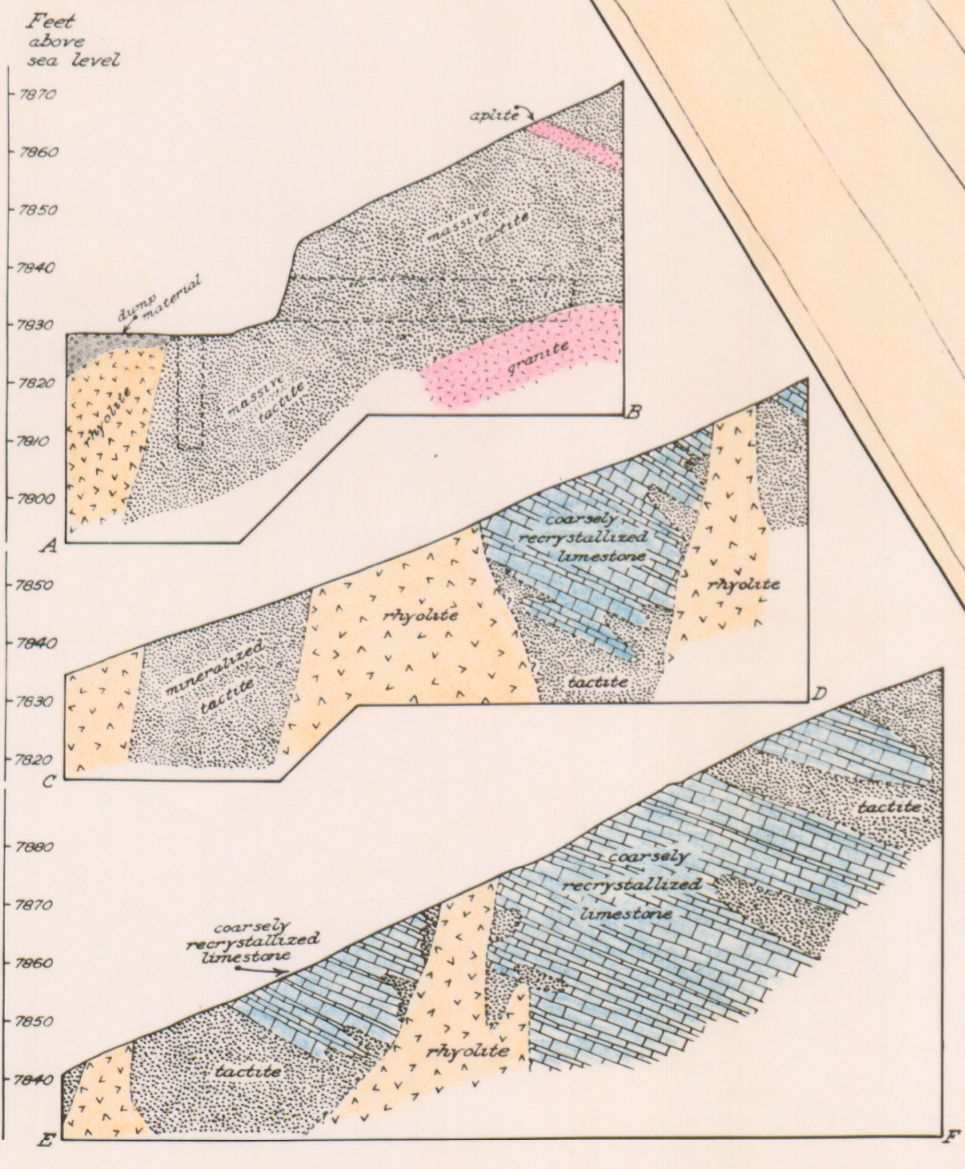 Feet
above
sea level
7870
7860
7850
7840
7830
7820
7810
7800
aplite
massive
tactite
dump
material
rhyolite
massive
tactite
granite
A
B
7850
7840
7830
7820
coarsely
recrystallized
limestone
rhyolite
rhyolite
mineralized
tactite
tactite
C
D
7880
7870
7860
7850
7840
tactite
coarsely
recrystallized
limestone
coarsely
recrystallized
limestone
rhyolite
tactite
E
F